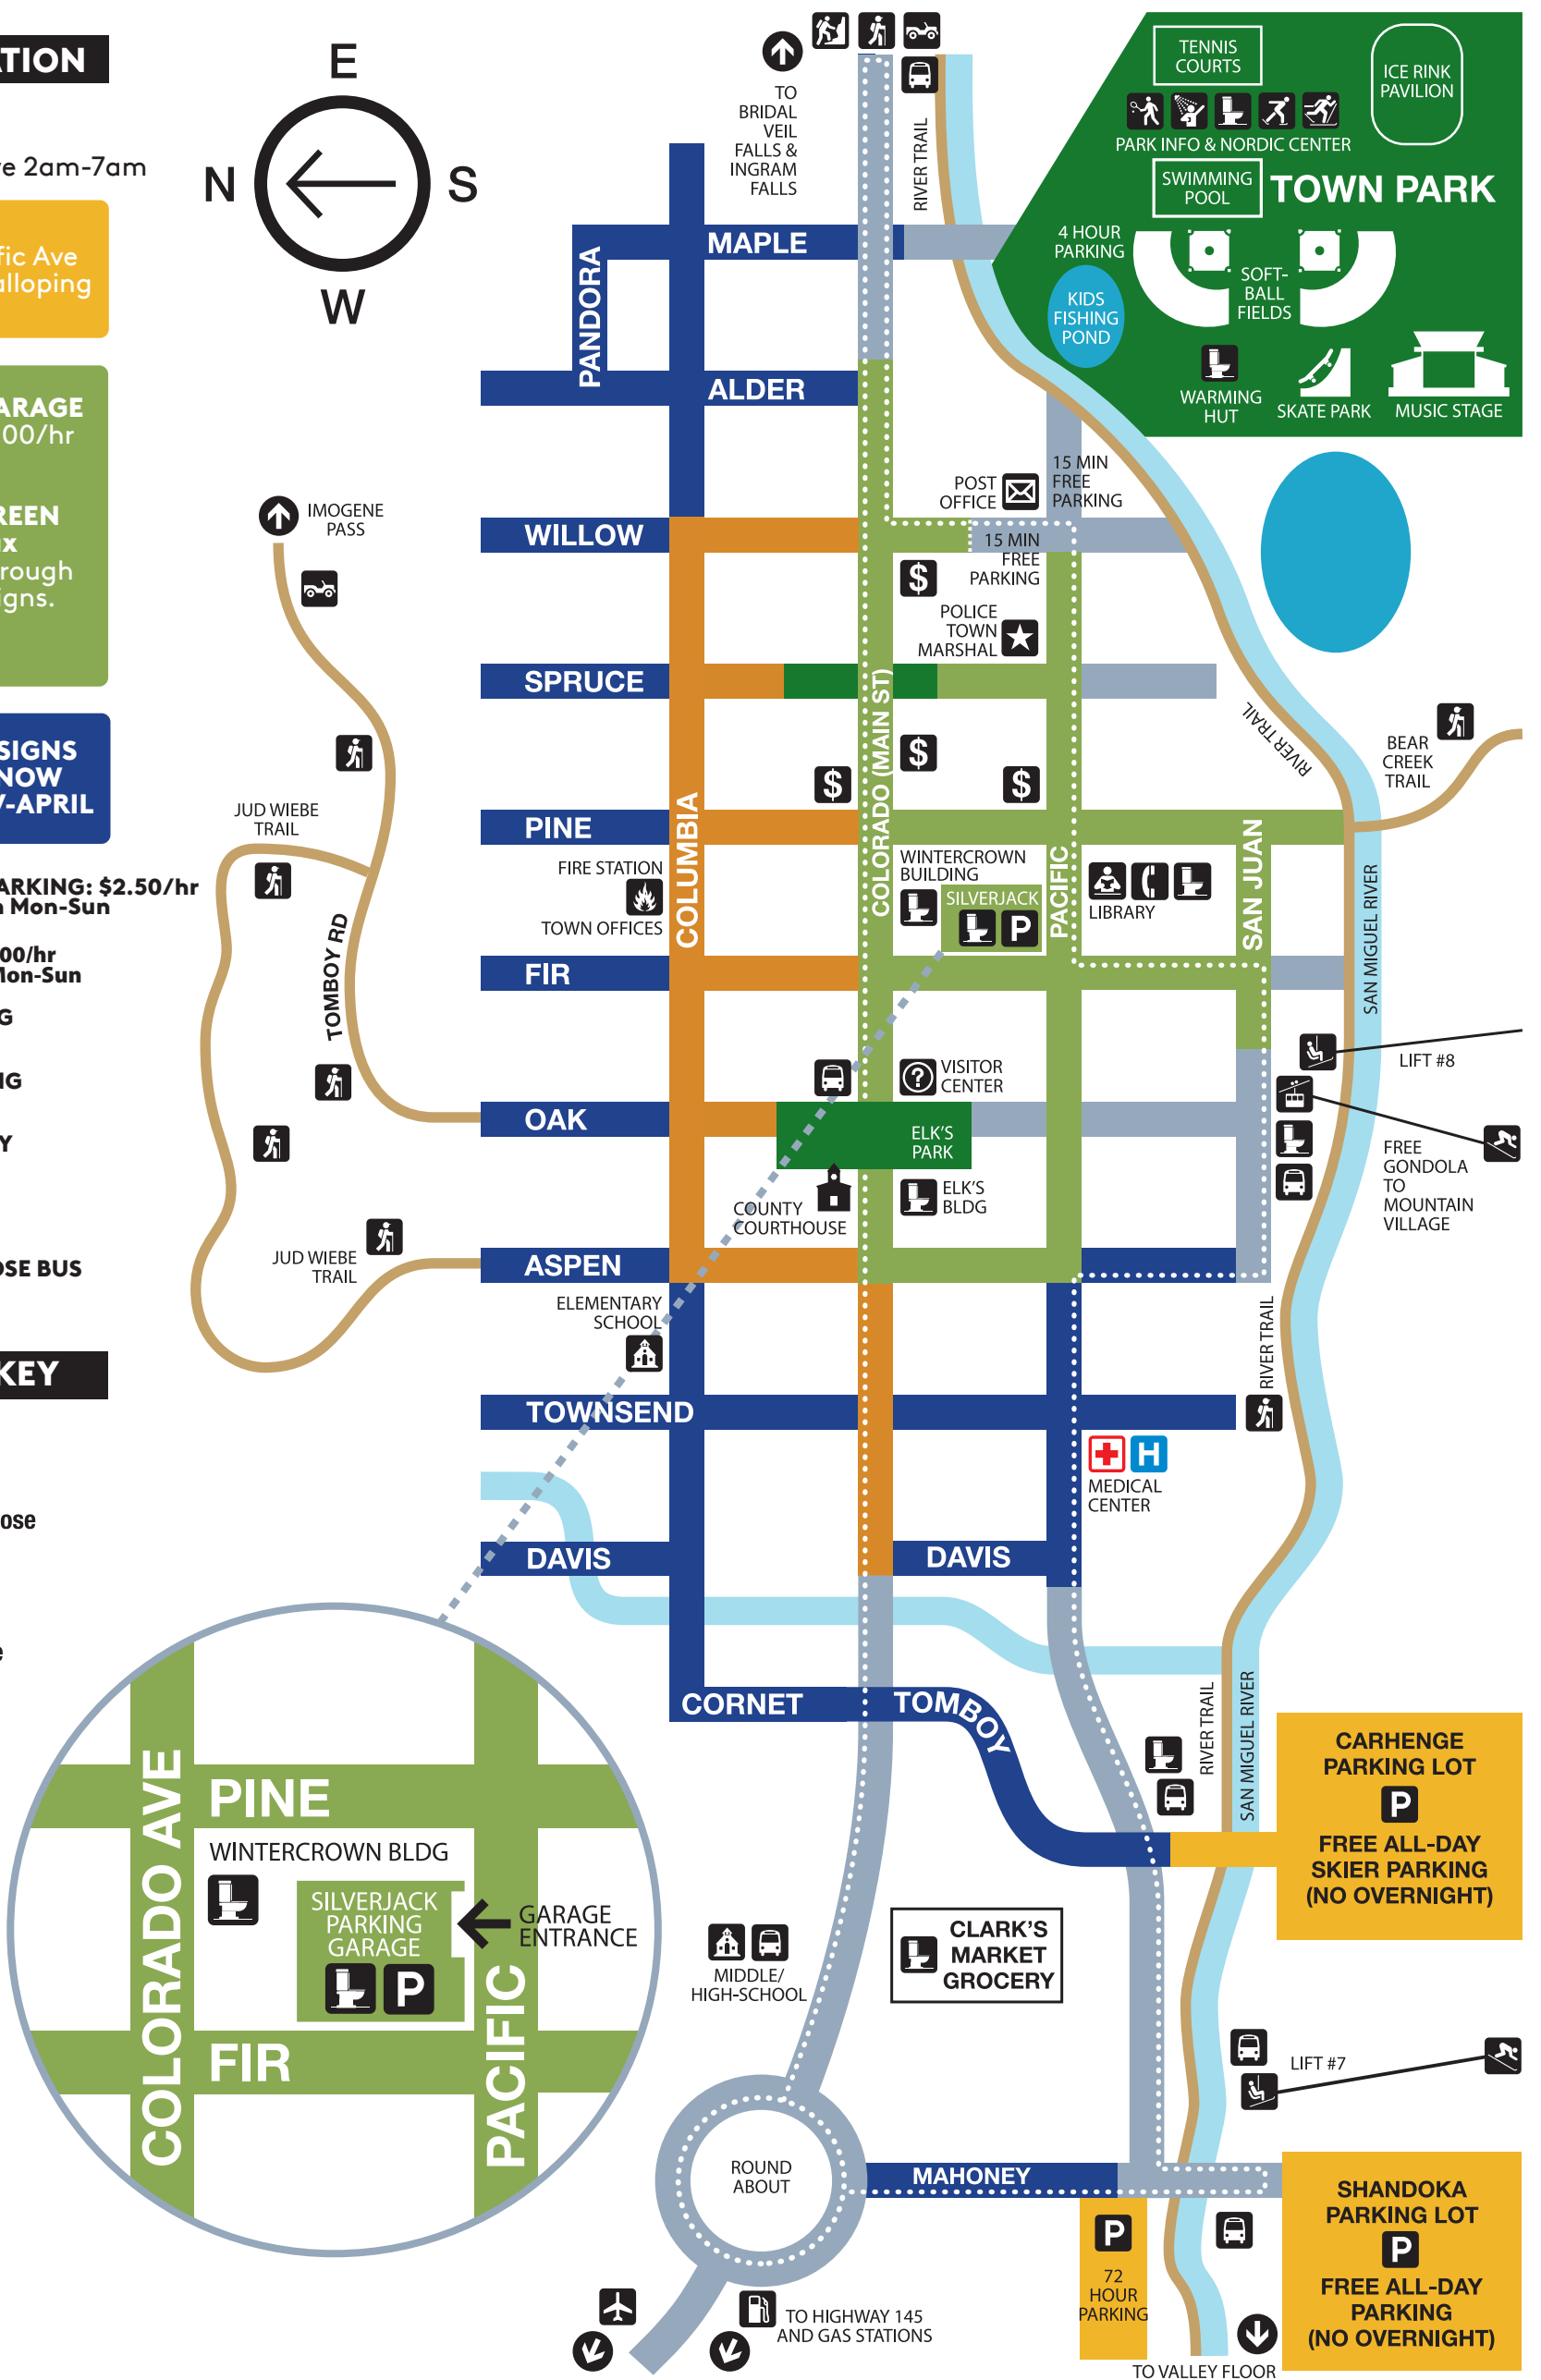 TION
E
N
S
W
re 2am-7am
fic Ave
alloping
ARAGE
00/hr
REEN
x
rough
igns.
SIGNS
NOW
/-APRIL
ARKING: $2.50/hr
n Mon-Sun
00/hr
Mon-Sun
G
NG
Y
OSE BUS
KEY
ose
e
TO
BRIDAL
VEIL
FALLS &
INGRAM
FALLS
RIVER TRAIL
TENNIS
COURTS
ICE RINK
PAVILION
PARK INFO & NORDIC CENTER
SWIMMING
POOL
TOWN PARK
4 HOUR
PARKING
KIDS
FISHING
POND
SOFT-
BALL
FIELDS
WARMING
HUT
SKATE PARK
MUSIC STAGE
MAPLE
PANDORA
ALDER
POST
OFFICE
15 MIN
FREE
PARKING
WILLOW
15 MIN
FREE
PARKING
$
POLICE
TOWN
MARSHAL
IMOGENE
PASS
SPRUCE
COLORADO (MAIN ST)
RIVER TRAIL
BEAR
CREEK
TRAIL
$
$
$
JUD WIEBE
TRAIL
PINE
COLUMBIA
FIRE STATION
TOWN OFFICES
WINTERCROWN
BUILDING
SILVERJACK
P
PACIFIC
LIBRARY
SAN JUAN
SAN MIGUEL RIVER
TOMBOY RD
FIR
LIFT #8
VISITOR
CENTER
?
OAK
ELK'S
PARK
FREE
GONDOLA
TO
MOUNTAIN
VILLAGE
COUNTY
COURTHOUSE
ELK'S
BLDG
JUD WIEBE
TRAIL
ASPEN
ELEMENTARY
SCHOOL
RIVER TRAIL
TOWNSEND
H
MEDICAL
CENTER
DAVIS
DAVIS
CORNET
TOMBOY
RIVER TRAIL
SAN MIGUEL RIVER
CARHENGE
PARKING LOT
P
FREE ALL-DAY
SKIER PARKING
(NO OVERNIGHT)
COLORADO AVE
PINE
WINTERCROWN BLDG
SILVERJACK
PARKING
GARAGE
P
GARAGE
ENTRANCE
PACIFIC
FIR
MIDDLE/
HIGH-SCHOOL
CLARK'S
MARKET
GROCERY
LIFT #7
ROUND
ABOUT
MAHONEY
P
72
HOUR
PARKING
SHANDOKA
PARKING LOT
P
FREE ALL-DAY
PARKING
(NO OVERNIGHT)
TO HIGHWAY 145
AND GAS STATIONS
TO VALLEY FLOOR